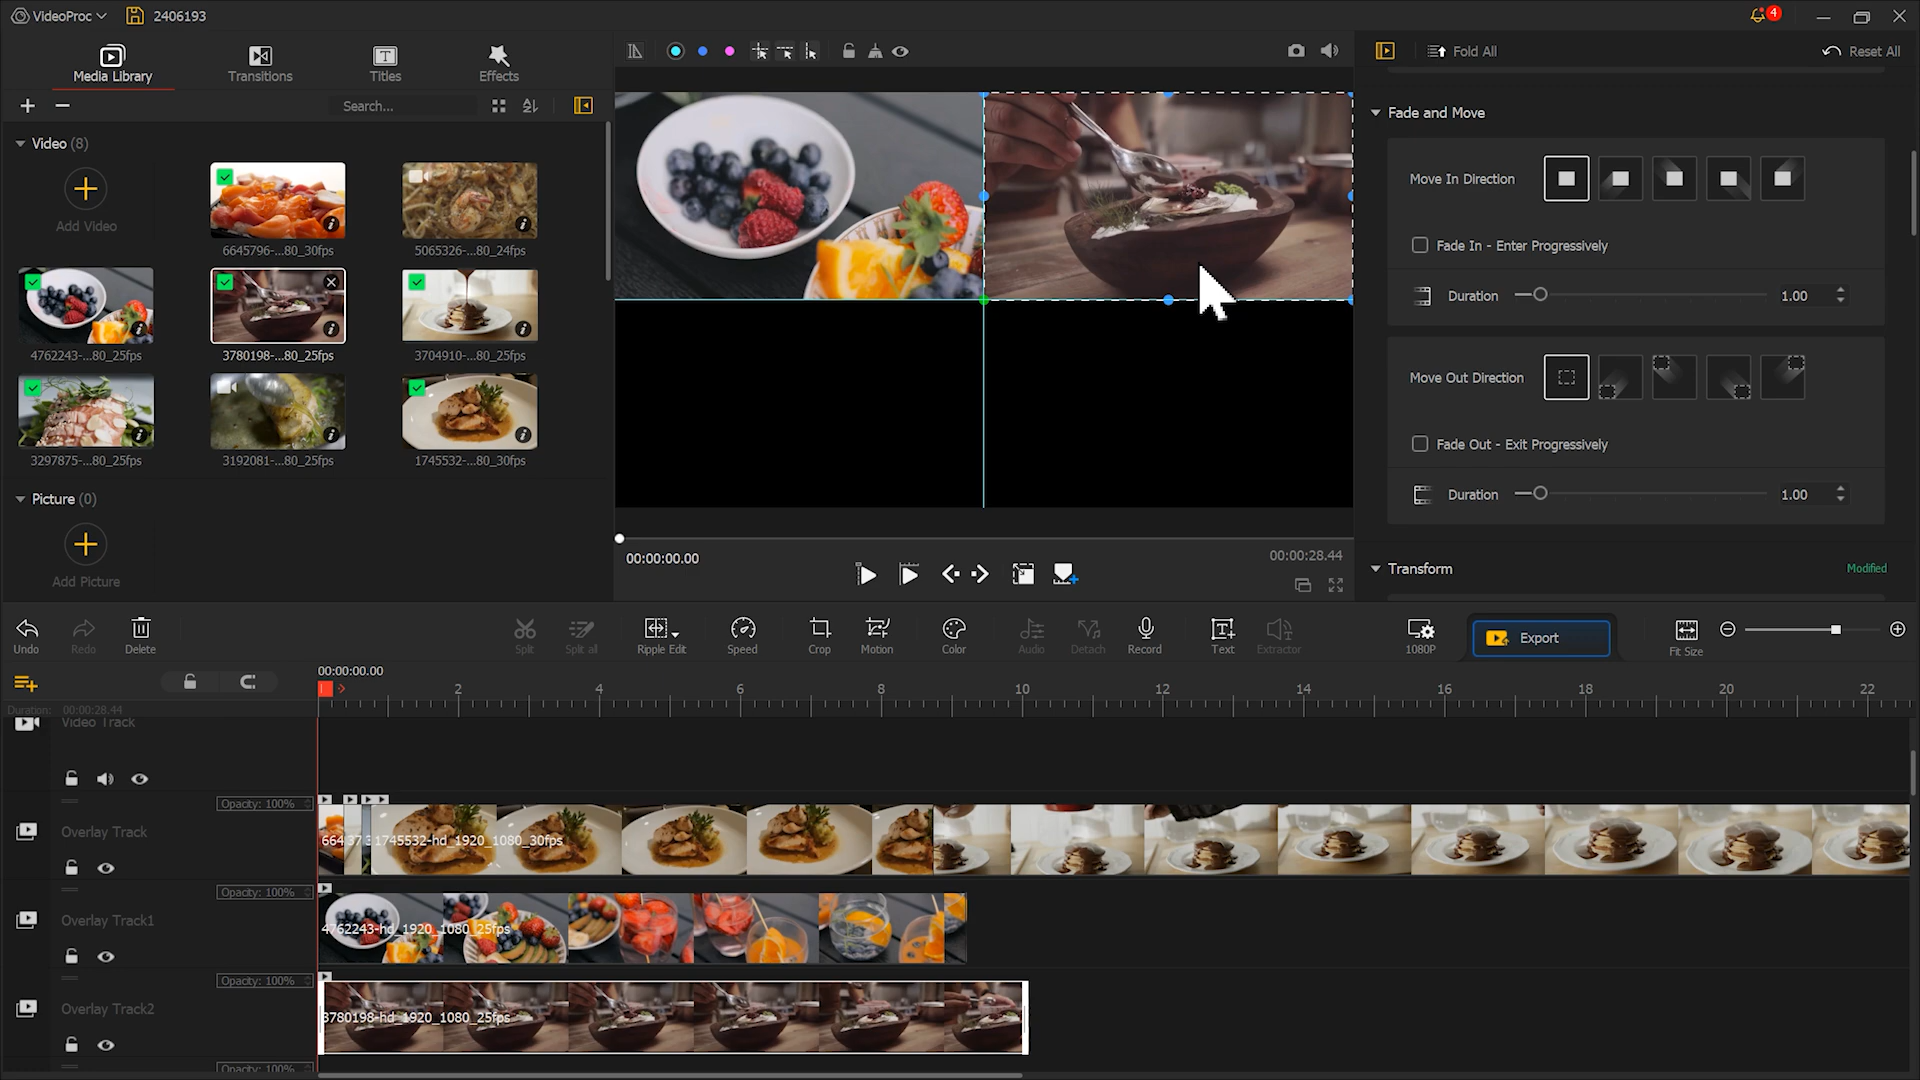 VideoProc 2406193
4
Media Library Transitions Titles Effects
Fold All Reset All
Search...
Fade and Move
Video (8)
Move In Direction
Add Video 6645796-...80_30fps 5065326-...80_24fps
Fade In - Enter Progressively
Duration 1.00
4762243-...80_25fps 3780198-...80_25fps 3704910-...80_25fps
Move Out Direction
Fade Out - Exit Progressively
3297875-...80_25fps 3192081-...80_25fps 1745532-...80_30fps
Duration 1.00
Picture (0)
00:00:00.00 00:00:28.44
Transform Modified
Add Picture
Undo Redo Delete Split Split all Ripple Edit Speed Crop Motion Color Audio Detach Record Text Extractor 1080P Export Fit Size
00:00:00.00
2 4 6 8 10 12 14 16 18 20 22
Duration: 00:00:28.44
Video Track
Opacity: 100%
Overlay Track
1745532-hd_1920_1080_30fps
Opacity: 100%
Overlay Track1
4762243-hd_1920_1080_25fps
Opacity: 100%
Overlay Track2
3780198-hd_1920_1080_25fps
Opacity: 100%